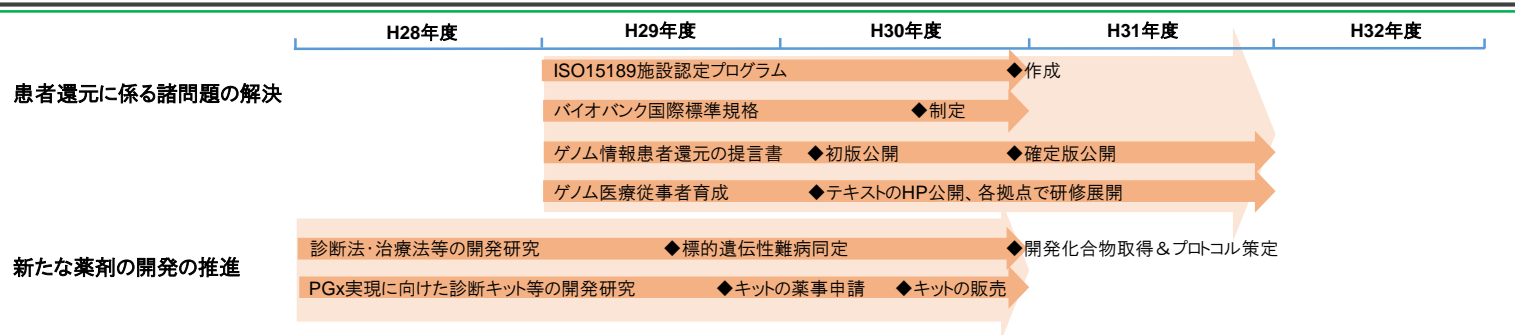 H28年度 H29年度 H30年度 H31年度 H32年度
患者還元に係る諸問題の解決
ISO15189施設認定プログラム ◆作成
バイオバンク国際標準規格 ◆制定
ゲノム情報患者還元の提言書 ◆初版公開 ◆確定版公開
ゲノム医療従事者育成 ◆テキストのHP公開、各拠点で研修展開
新たな薬剤の開発の推進
診断法・治療法等の開発研究 ◆標的遺伝性難病同定 ◆開発化合物取得＆プロトコル策定
PGx実現に向けた診断キット等の開発研究 ◆キットの薬事申請 ◆キットの販売